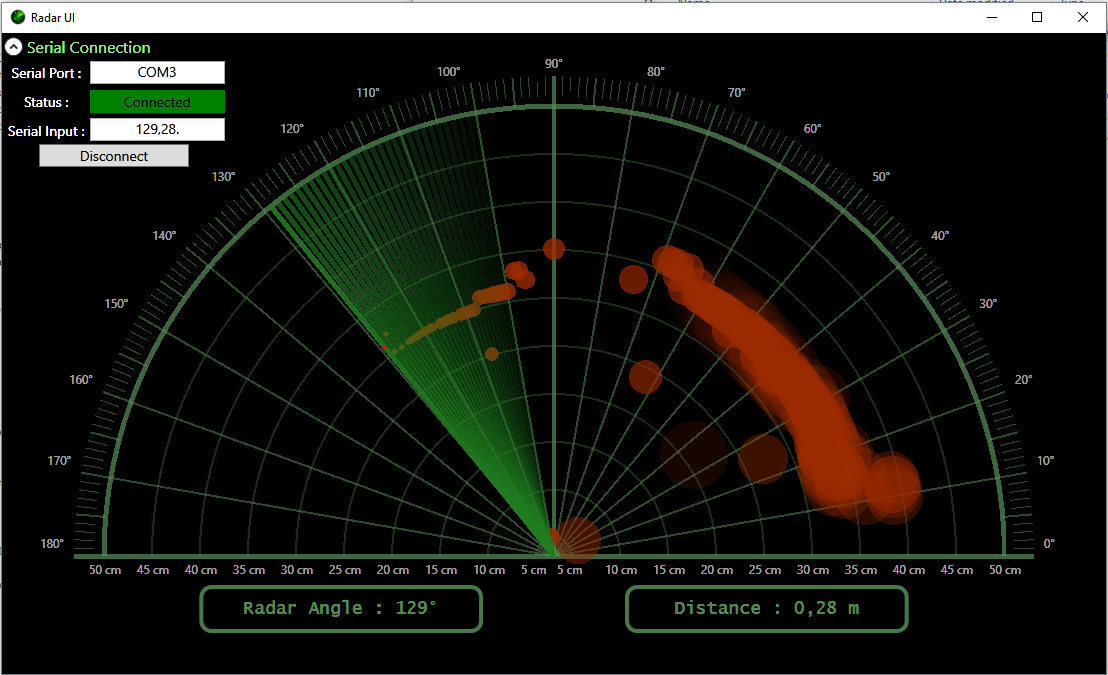 Radar UI
Serial Connection
Serial Port : COM3
Status : Connected
Serial Input : 129,28.
Disconnect
90°
100° 80°
110° 70°
120° 60°
130° 50°
140° 40°
150° 30°
160° 20°
170° 10°
180° 0°
50 cm 45 cm 40 cm 35 cm 30 cm 25 cm 20 cm 15 cm 10 cm 5 cm 5 cm 10 cm 15 cm 20 cm 25 cm 30 cm 35 cm 40 cm 45 cm 50 cm
Radar Angle : 129° Distance : 0,28 m